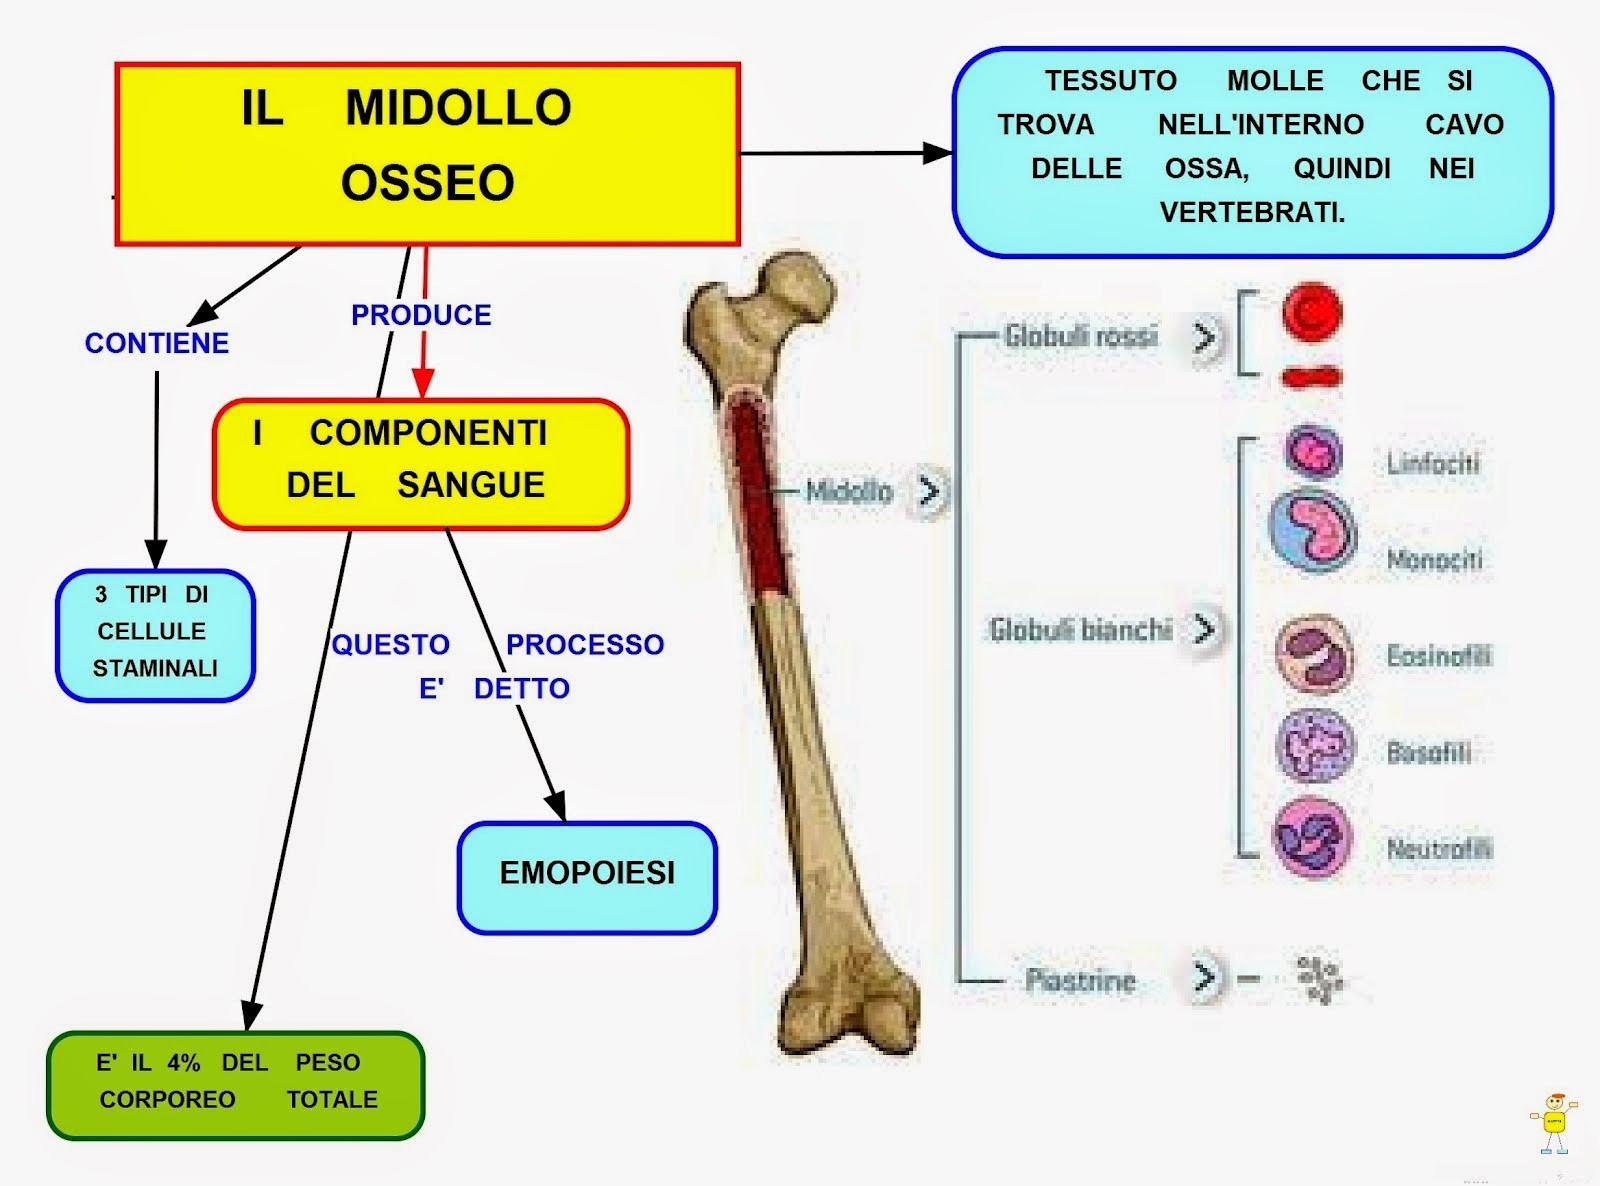 IL MIDOLLO
OSSEO
TESSUTO MOLLE CHE SI
TROVA NELL'INTERNO CAVO
DELLE OSSA, QUINDI NEI
VERTEBRATI.
PRODUCE
CONTIENE
I COMPONENTI
DEL SANGUE
3 TIPI DI
CELLULE
STAMINALI
QUESTO PROCESSO
E' DETTO
EMOPOIESI
E' IL 4% DEL PESO
CORPOREO TOTALE
Midollo
Globuli rossi
Globuli bianchi
Linfociti
Monociti
Eosinofili
Basofili
Neutrofili
Piastrine